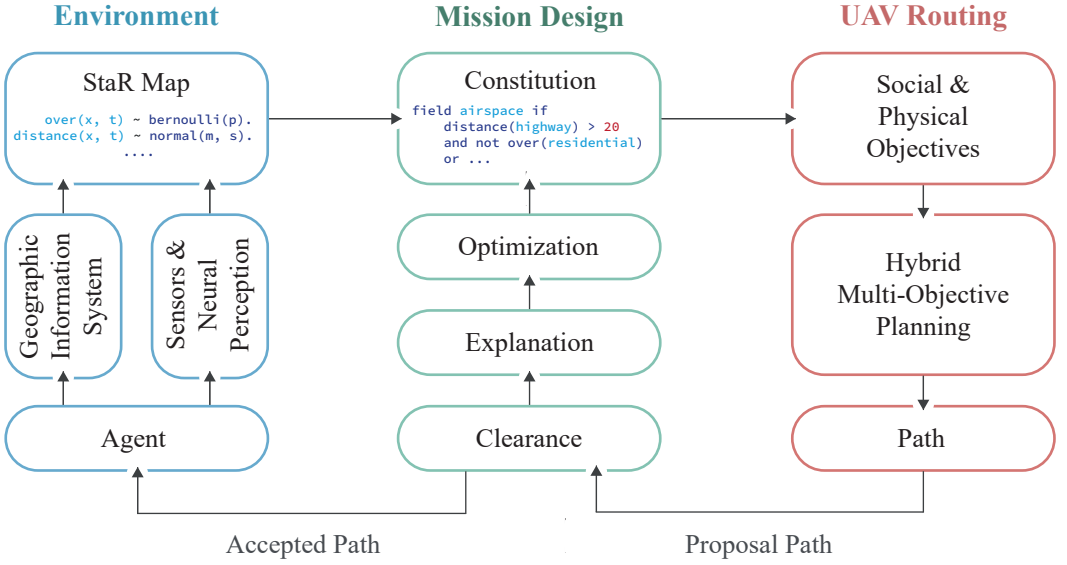 Environment
StaR Map
over(x, t) ~ bernoulli(p).
distance(x, t) ~ normal(m, s).
....
Geographic
Information
System
Sensors &
Neural
Perception
Agent
Mission Design
Constitution
field airspace if
distance(highway) > 20
and not over(residential)
or ...
Optimization
Explanation
Clearance
UAV Routing
Social &
Physical
Objectives
Hybrid
Multi-Objective
Planning
Path
Accepted Path
Proposal Path